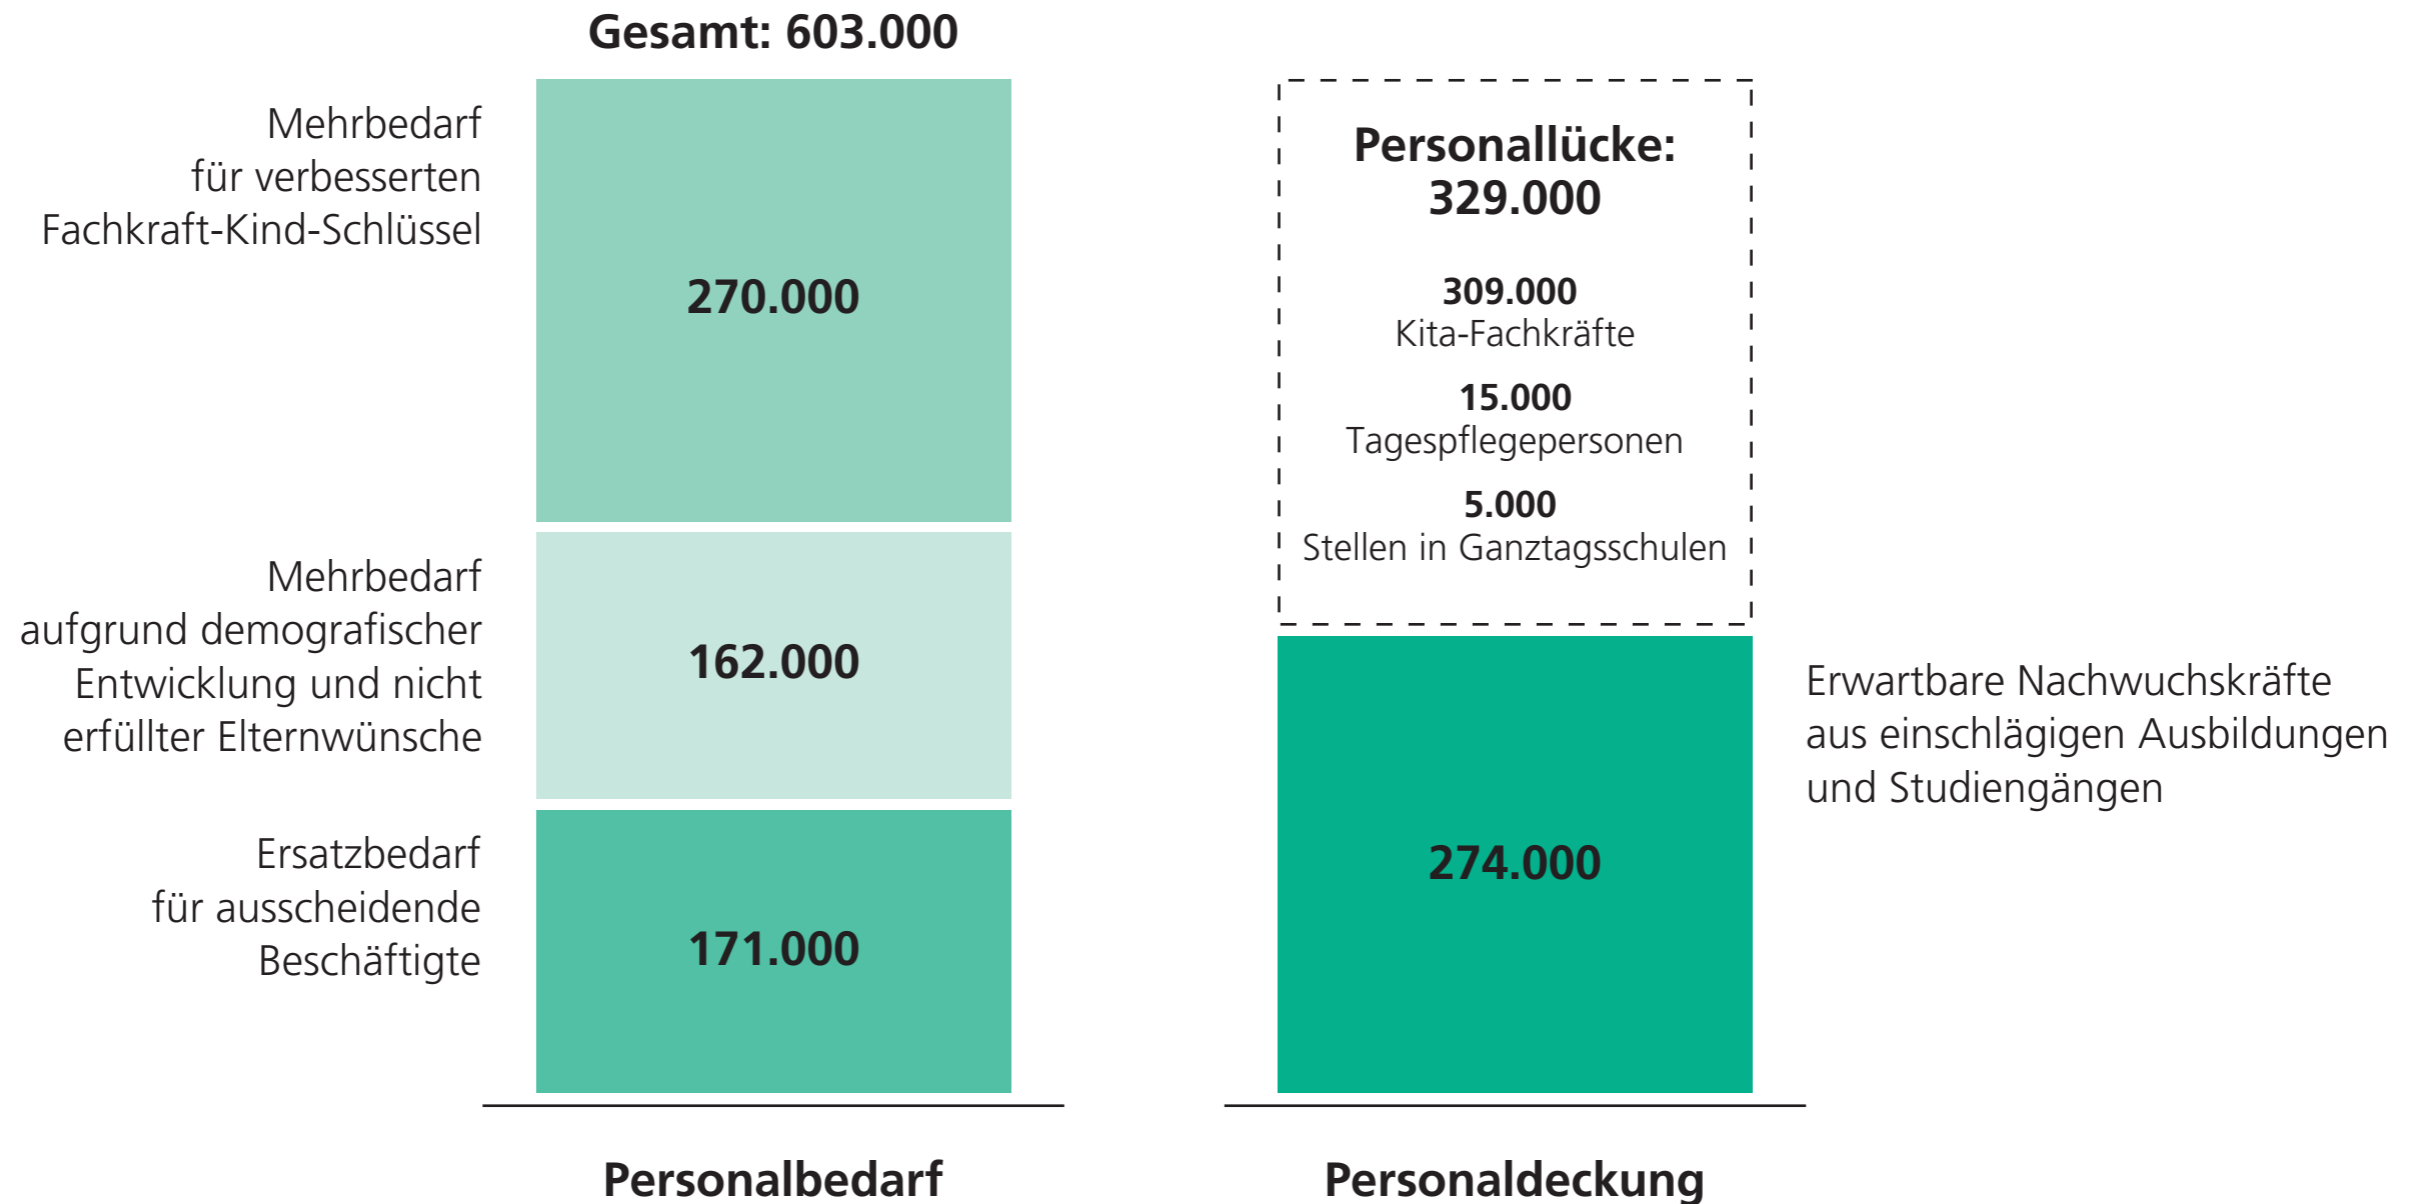 Gesamt: 603.000
Mehrbedarf
für verbesserten
Fachkraft-Kind-Schlüssel
270.000
Mehrbedarf
aufgrund demografischer
Entwicklung und nicht
erfüllter Elternwünsche
162.000
Ersatzbedarf
für ausscheidende
Beschäftigte
171.000
Personalbedarf
Personallücke:
329.000
309.000
Kita-Fachkräfte
15.000
Tagespflegepersonen
5.000
Stellen in Ganztagsschulen
274.000
Erwartbare Nachwuchskräfte
aus einschlägigen Ausbildungen
und Studiengängen
Personaldeckung